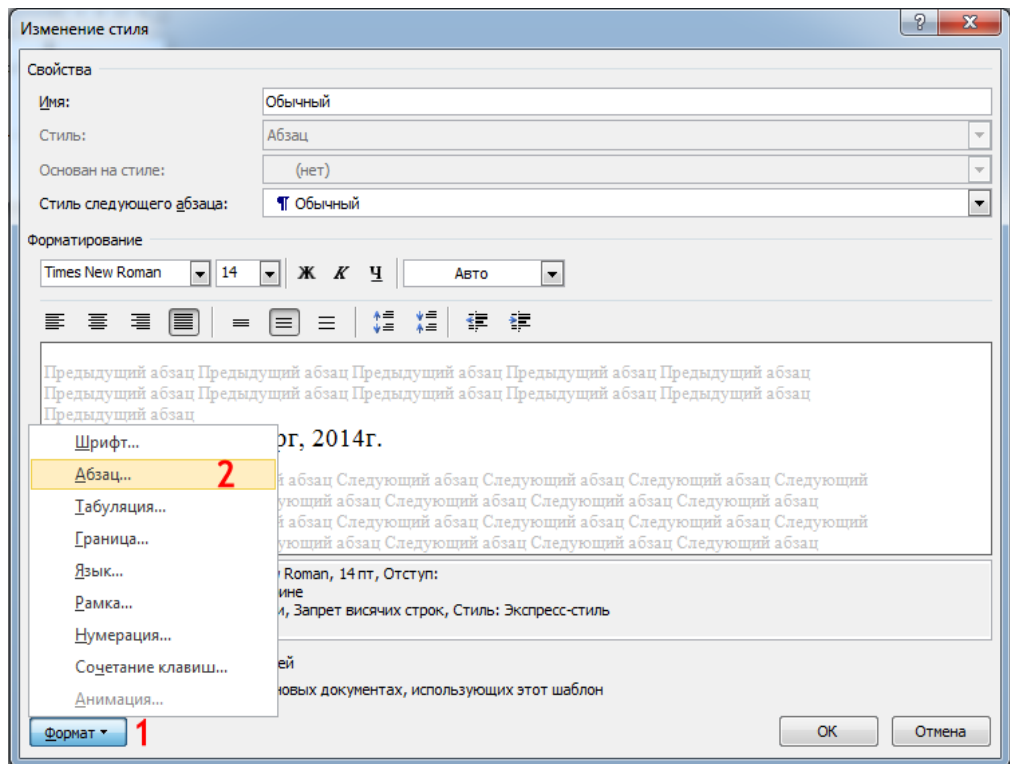 Изменение стиля
Свойства
Имя: Обычный
Стиль: Абзац
Основан на стиле: (нет)
Стиль следующего абзаца: ¶ Обычный
Форматирование
Times New Roman 14 Ж К Ч Авто
Предыдущий абзац Предыдущий абзац Предыдущий абзац Предыдущий абзац Предыдущий абзац
Предыдущий абзац Предыдущий абзац Предыдущий абзац Предыдущий абзац Предыдущий абзац
Предыдущий абзац
рг, 2014г.
абзац Следующий абзац Следующий абзац Следующий абзац Следующий
ующий абзац Следующий абзац Следующий абзац Следующий абзац
абзац Следующий абзац Следующий абзац Следующий абзац Следующий
ующий абзац Следующий абзац Следующий абзац Следующий абзац
Roman, 14 пт, Отступ:
ине
и, Запрет висячих строк, Стиль: Экспресс-стиль
ей
новых документах, использующих этот шаблон
Шрифт...
Абзац... 2
Табуляция...
Граница...
Язык...
Рамка...
Нумерация...
Сочетание клавиш...
Анимация...
Формат 1
ОК Отмена